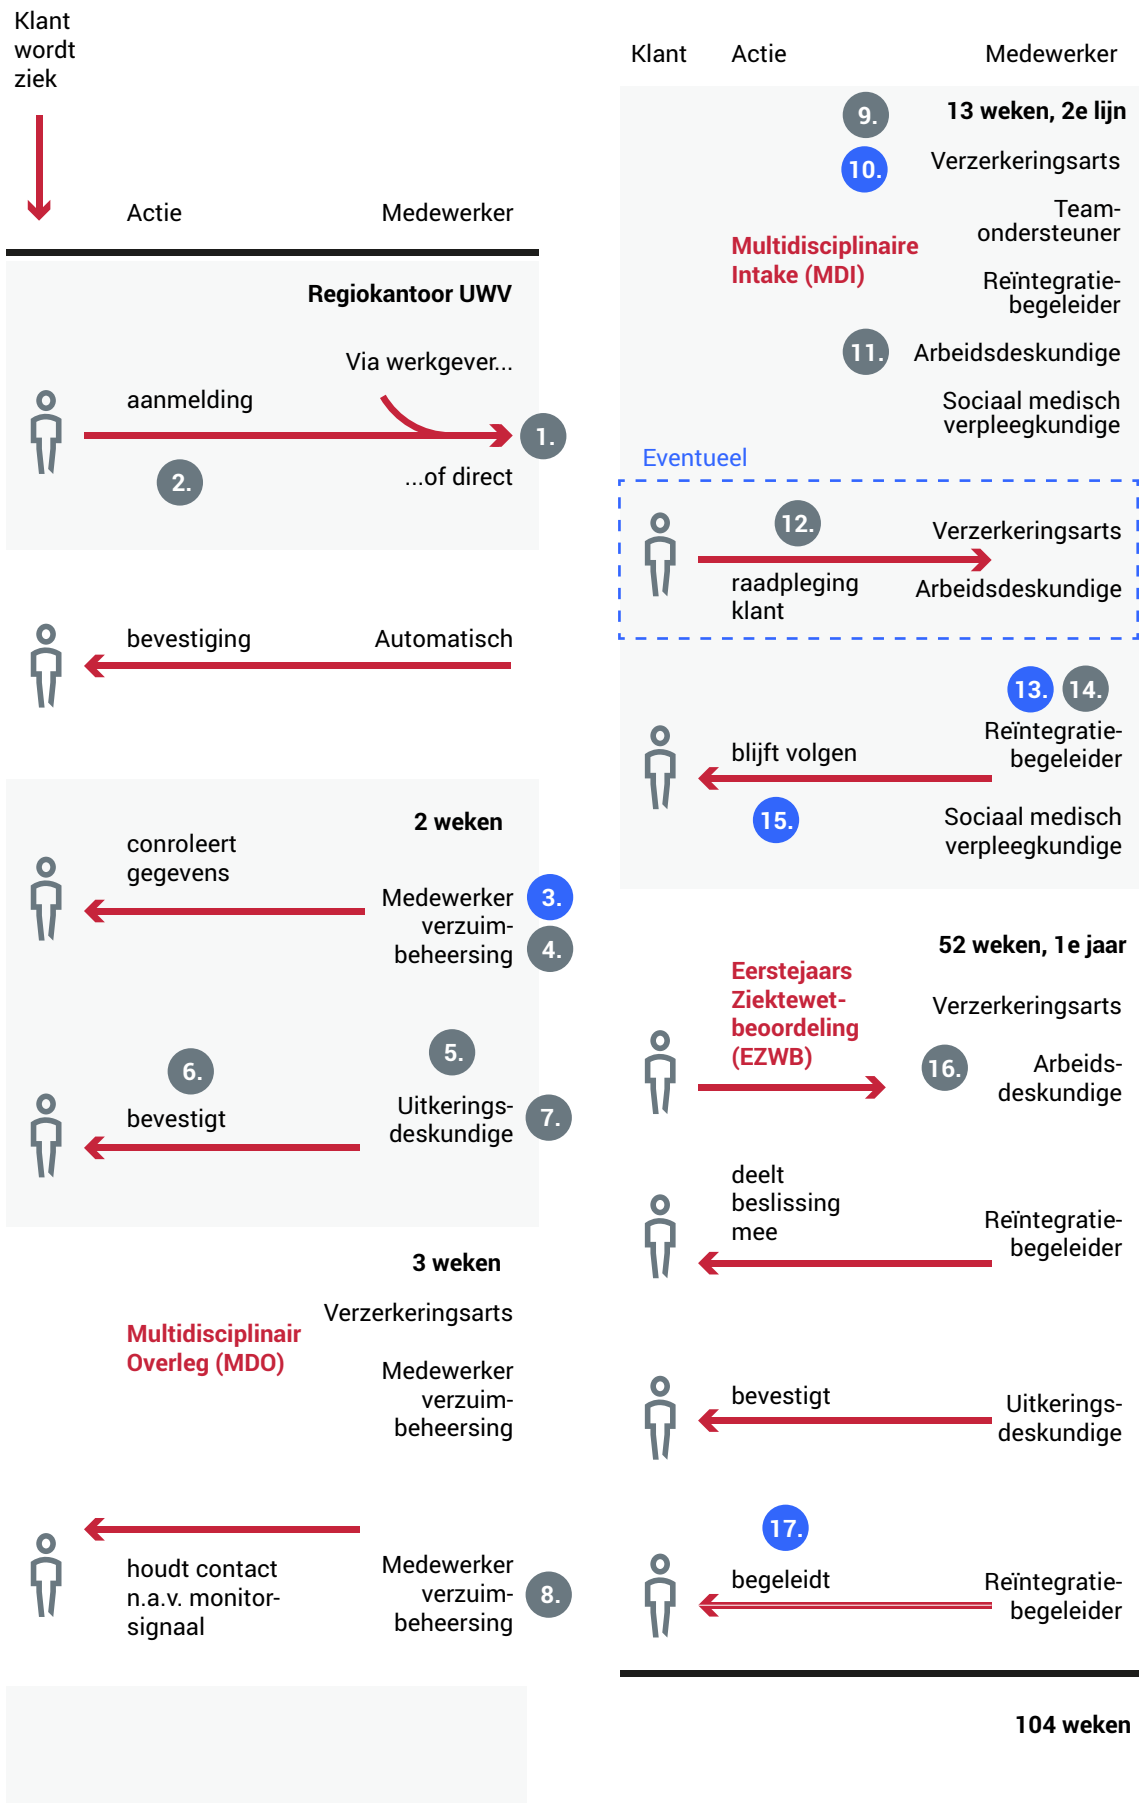 Klant
wordt
ziek
Actie
Medewerker
Regiokantoor UWV
Via werkgever...
aanmelding
1.
2.
...of direct
bevestiging
Automatisch
2 weken
conroleert
gegevens
Medewerker
verzuim-
beheersing
3.
4.
5.
6.
bevestigt
Uitkerings-
deskundige
7.
3 weken
Verzerkeringsarts
Multidisciplinair
Overleg (MDO)
Medewerker
verzuim-
beheersing
houdt contact
n.a.v. monitor-
signaal
Medewerker
verzuim-
beheersing
8.
Klant
Actie
Medewerker
9.
13 weken, 2e lijn
10.
Verzerkeringsarts
Team-
ondersteuner
Multidisciplinaire
Intake (MDI)
Reïntegratie-
begeleider
11.
Arbeidsdeskundige
Sociaal medisch
verpleegkundige
Eventueel
12.
Verzerkeringsarts
raadpleging
klant
Arbeidsdeskundige
13.
14.
Reïntegratie-
begeleider
blijft volgen
15.
Sociaal medisch
verpleegkundige
52 weken, 1e jaar
Eerstejaars
Ziektewet-
beoordeling
(EZWB)
Verzerkeringsarts
16.
Arbeids-
deskundige
deelt
beslissing
mee
Reïntegratie-
begeleider
bevestigt
Uitkerings-
deskundige
17.
begeleidt
Reïntegratie-
begeleider
104 weken